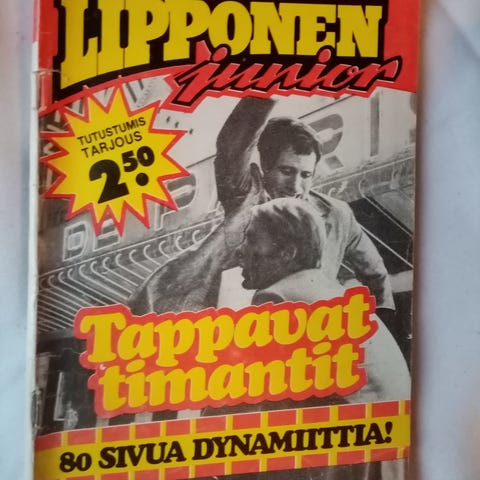 LIPPONEN
junior
TUTUSTUMIS
TARJOUS
2.50
Tappavat
timantit
80 SIVUA DYNAMIITTIA!